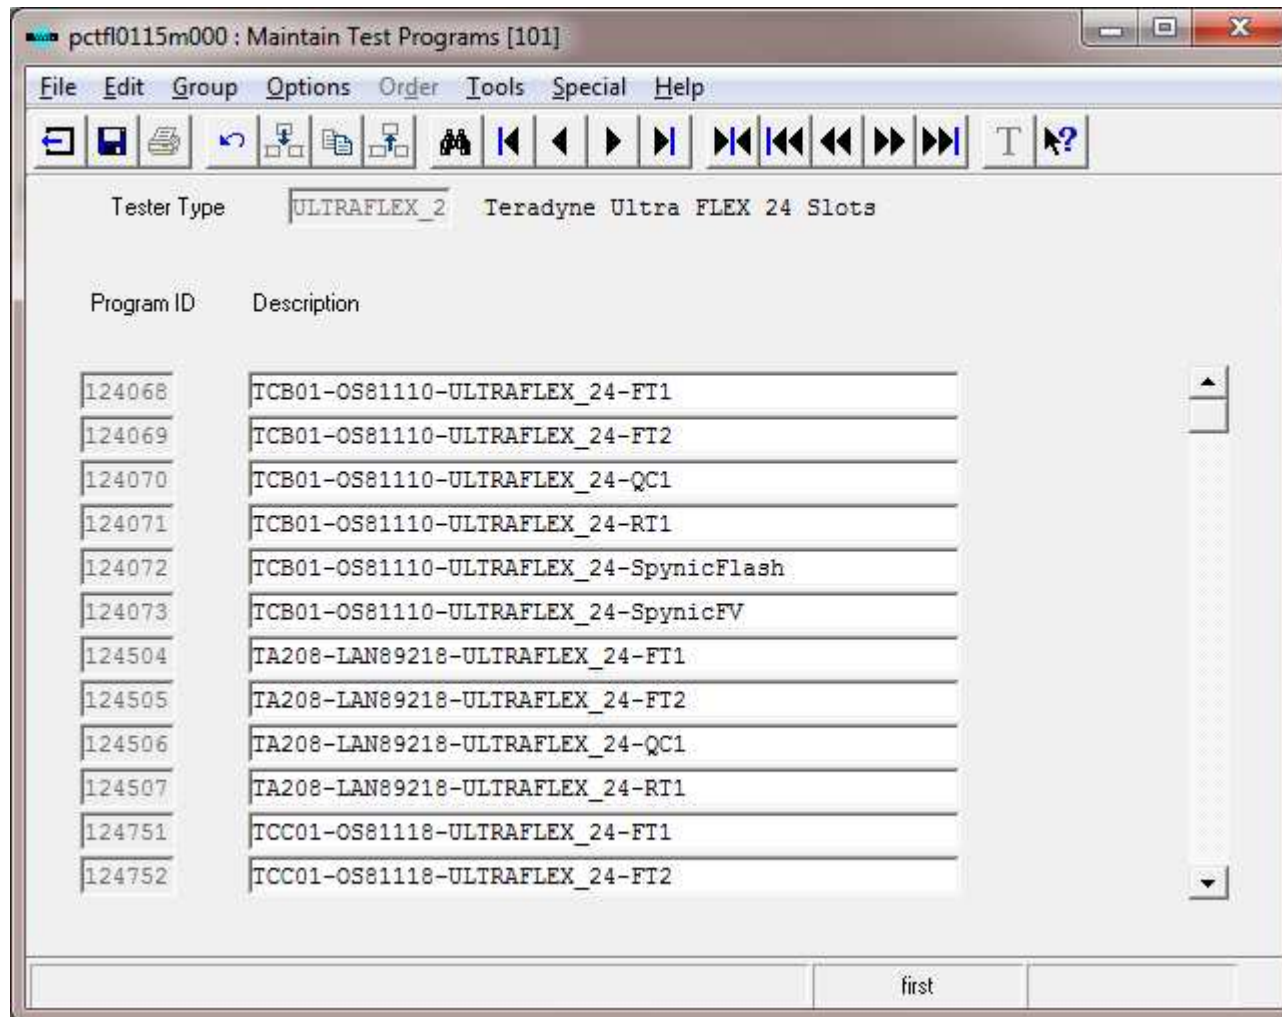 pctfl0115m000 : Maintain Test Programs [101]
File Edit Group Options Order Tools Special Help
T ?
Tester Type ULTRAFLEX_2 Teradyne Ultra FLEX 24 Slots
Program ID Description
124068 TCB01-OS81110-ULTRAFLEX_24-FT1
124069 TCB01-OS81110-ULTRAFLEX_24-FT2
124070 TCB01-OS81110-ULTRAFLEX_24-QC1
124071 TCB01-OS81110-ULTRAFLEX_24-RT1
124072 TCB01-OS81110-ULTRAFLEX_24-SpynicFlash
124073 TCB01-OS81110-ULTRAFLEX_24-SpynicFV
124504 TA208-LAN89218-ULTRAFLEX_24-FT1
124505 TA208-LAN89218-ULTRAFLEX_24-FT2
124506 TA208-LAN89218-ULTRAFLEX_24-QC1
124507 TA208-LAN89218-ULTRAFLEX_24-RT1
124751 TCC01-OS81118-ULTRAFLEX_24-FT1
124752 TCC01-OS81118-ULTRAFLEX_24-FT2
first